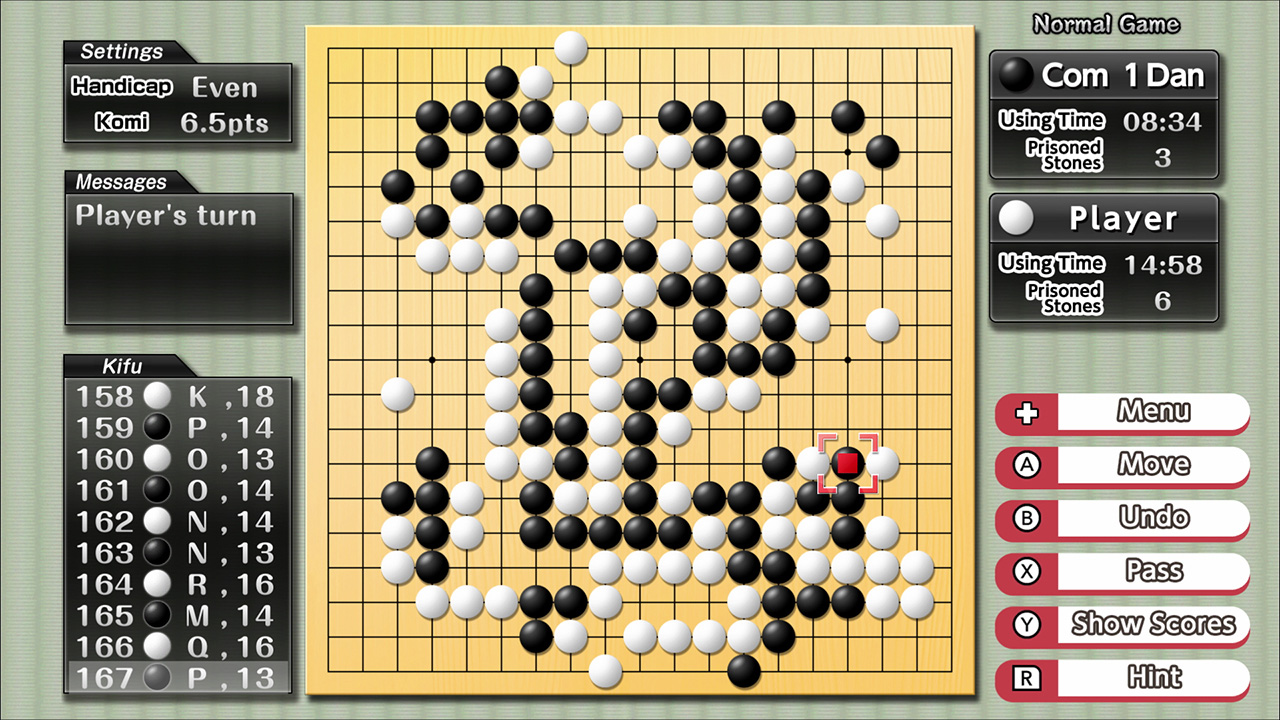 Settings
Handicap Even
Komi 6.5pts
Messages
Player's turn
Kifu
158 K ,18
159 P ,14
160 O ,13
161 O ,14
162 N ,14
163 N ,13
164 R ,16
165 M ,14
166 Q ,16
167 P ,13
Normal Game
Com 1 Dan
Using Time 08:34
Prisoned
Stones 3
Player
Using Time 14:58
Prisoned
Stones 6
+ Menu
A Move
B Undo
X Pass
Y Show Scores
R Hint